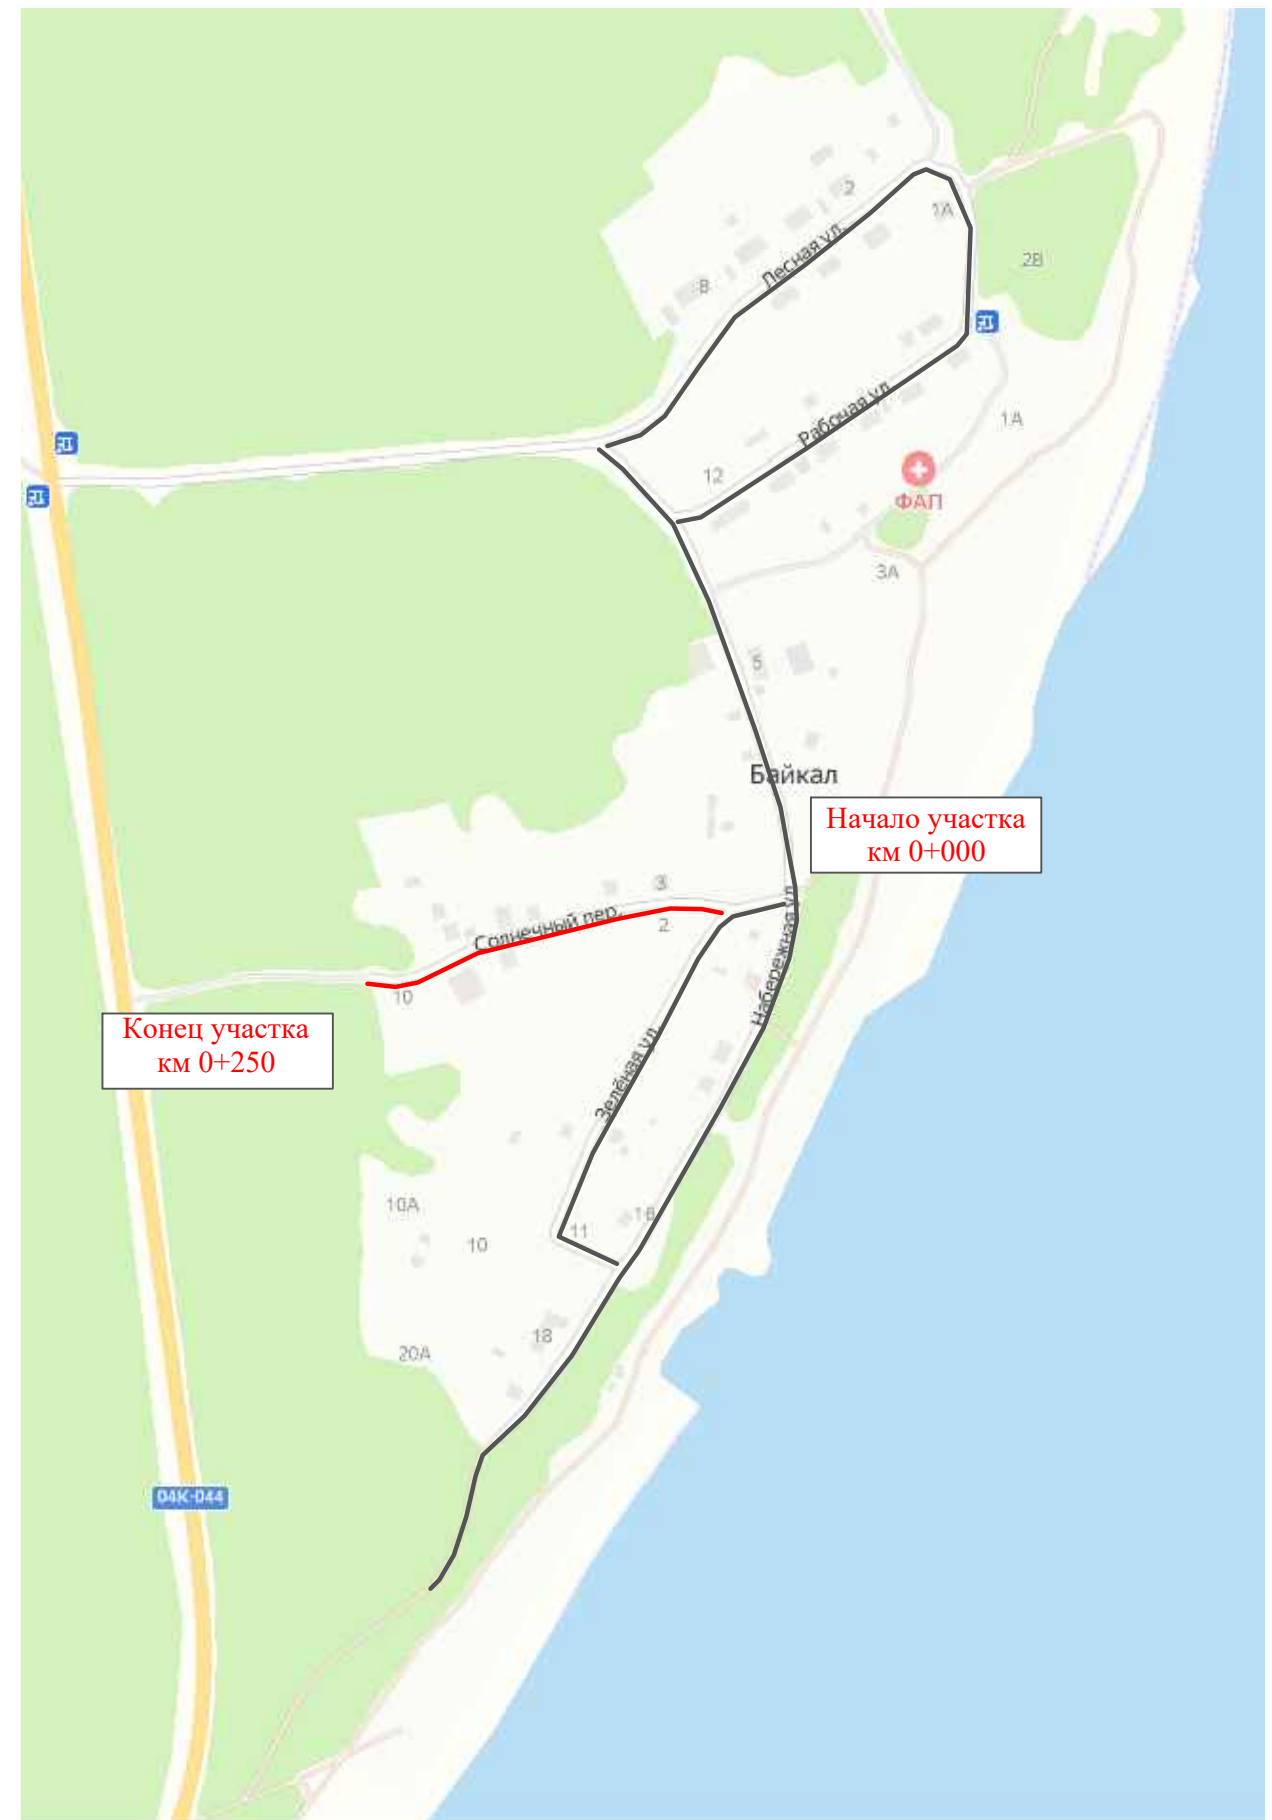 2
1А
Лесная ул.
2В
8
Рабочая ул.
1А
12
ФАП
3А
5
Байкал
Начало участка
км 0+000
3
Солнечный пер.
2
Набережная ул.
10
Конец участка
км 0+250
Зелёная ул.
10А
11
16
10
18
20А
04К-044